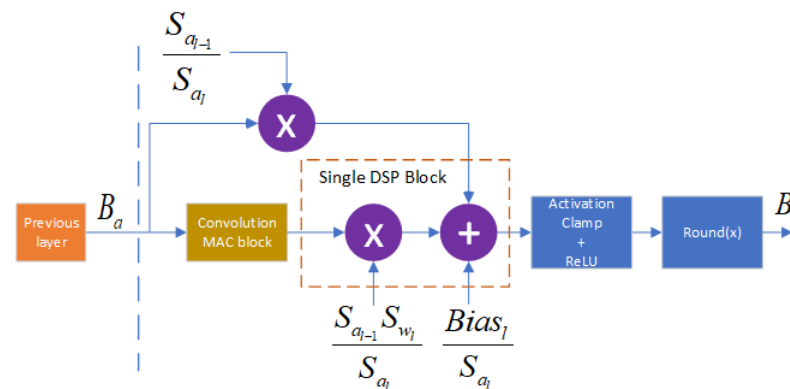 S_{a_{l-1}}
S_{a_l}
X
Single DSP Block
Previous
layer
B_a
Convolution
MAC block
X
+
Activation
Clamp
+
ReLU
Round(x)
B
S_{a_{l-1}} S_{w_l}
S_{a_l}
Bias_l
S_{a_l}